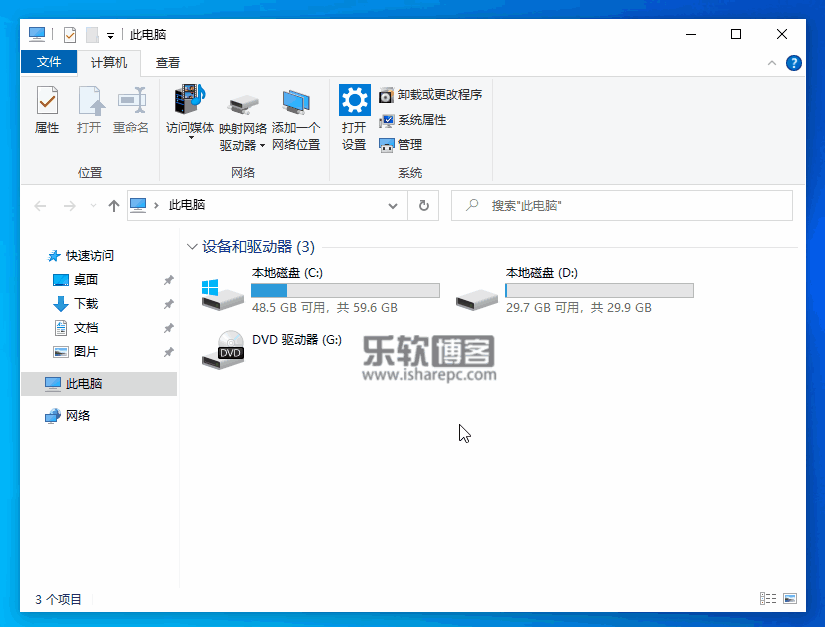 此电脑
文件 计算机 查看
属性 打开 重命名 访问媒体 映射网络驱动器 添加一个网络位置 打开设置 卸载或更改程序
系统属性
管理
位置 网络 系统
此电脑 搜索"此电脑"
快速访问
桌面
下载
文档
图片
此电脑
网络
设备和驱动器 (3)
本地磁盘 (C:)
48.5 GB 可用，共 59.6 GB
本地磁盘 (D:)
29.7 GB 可用，共 29.9 GB
DVD
DVD 驱动器 (G:)
乐软博客
www.isharepc.com
3 个项目